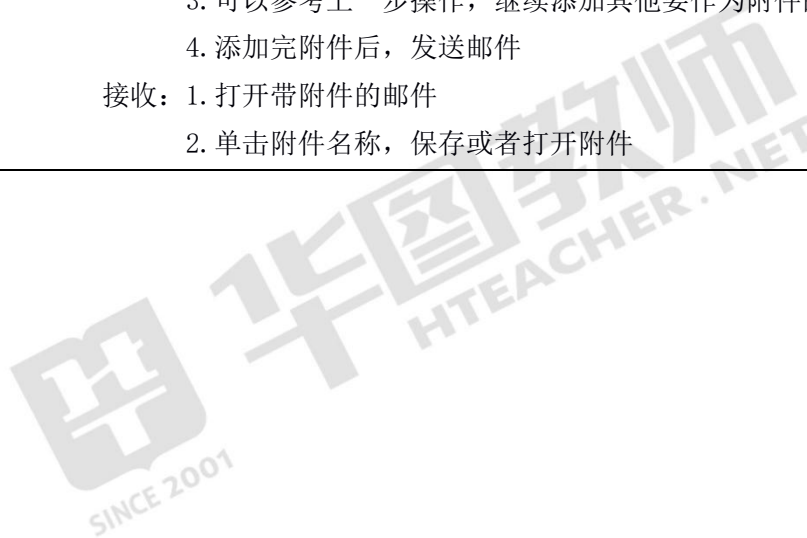 3.可以参考上一步操作，继续添加其他要作为附件
4.添加完附件后，发送邮件
接收：1.打开带附件的邮件
2.单击附件名称，保存或者打开附件
华图教师
HTEACHER.NET
SINCE 2001